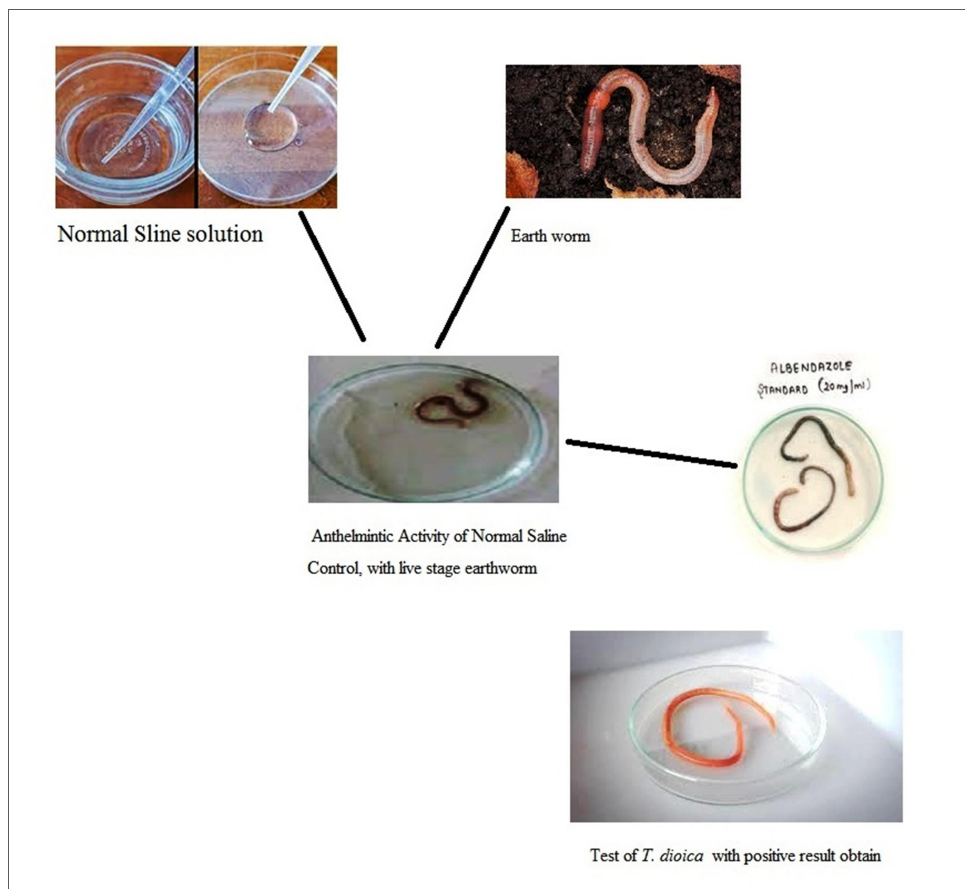 Normal Sline solution
Earth worm
ALBENDAZOLE
STANDARD (20mg/ml)
Anthelmintic Activity of Normal Saline
Control, with live stage earthworm
Test of T. dioica with positive result obtain